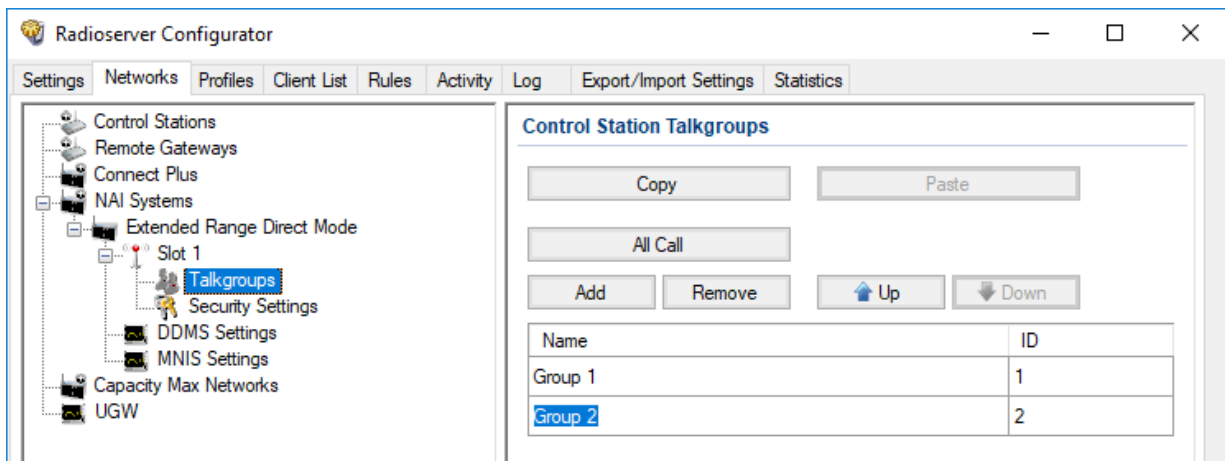 Radioserver Configurator
Settings Networks Profiles Client List Rules Activity Log Export/Import Settings Statistics
Control Stations
Remote Gateways
Connect Plus
NAI Systems
Extended Range Direct Mode
Slot 1
Talkgroups
Security Settings
DDMS Settings
MNIS Settings
Capacity Max Networks
UGW
Control Station Talkgroups
Copy Paste
All Call
Add Remove Up Down
Name ID
Group 1 1
Group 2 2